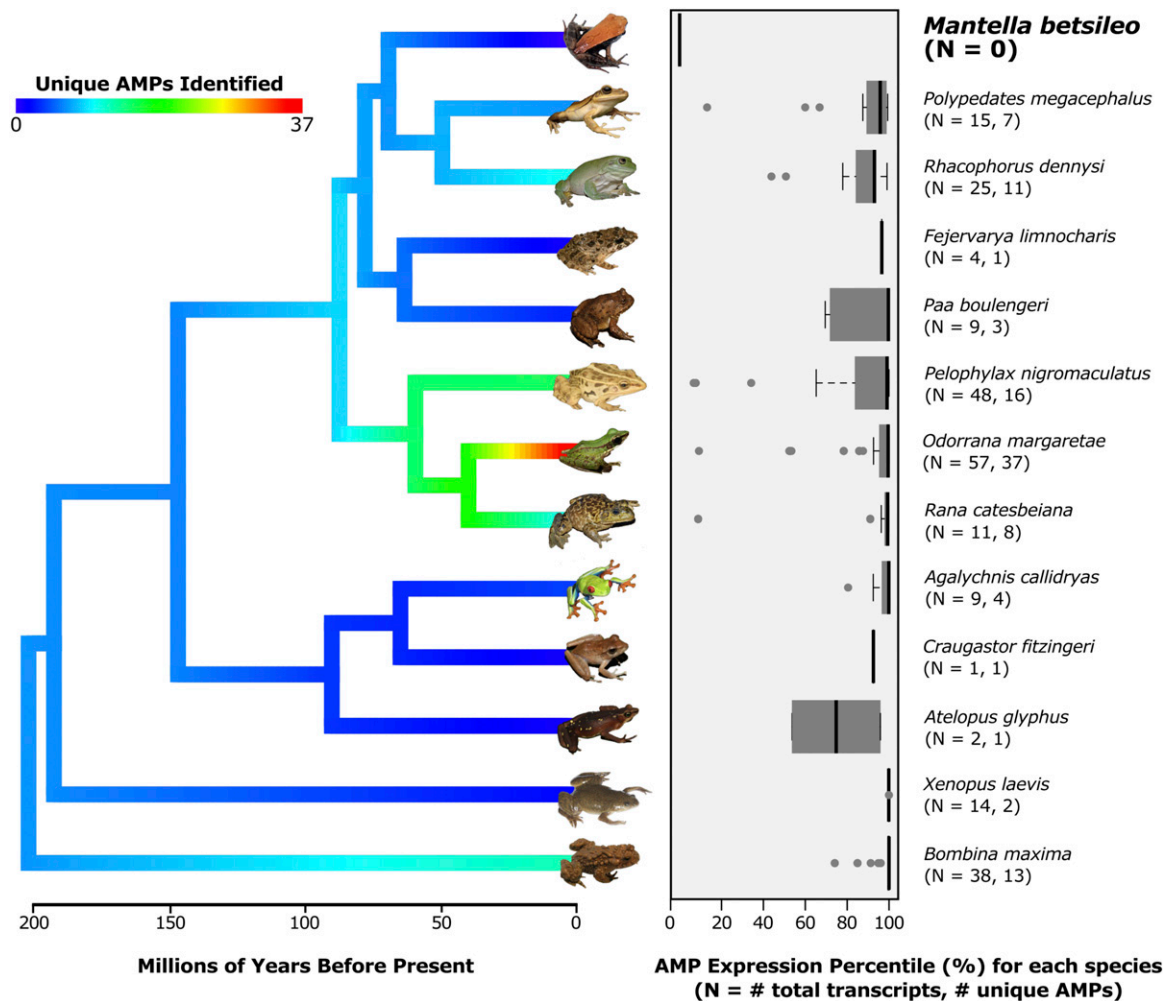 Unique AMPs Identified
0 37
Mantella betsileo
(N = 0)
Polypedates megacephalus
(N = 15, 7)
Rhacophorus dennysi
(N = 25, 11)
Fejervarya limnocharis
(N = 4, 1)
Paa boulengeri
(N = 9, 3)
Pelophylax nigromaculatus
(N = 48, 16)
Odorrana margaretae
(N = 57, 37)
Rana catesbeiana
(N = 11, 8)
Agalychnis callidryas
(N = 9, 4)
Craugastor fitzingeri
(N = 1, 1)
Atelopus glyphus
(N = 2, 1)
Xenopus laevis
(N = 14, 2)
Bombina maxima
(N = 38, 13)
200 150 100 50 0
Millions of Years Before Present
0 20 40 60 80 100
AMP Expression Percentile (%) for each species
(N = # total transcripts, # unique AMPs)